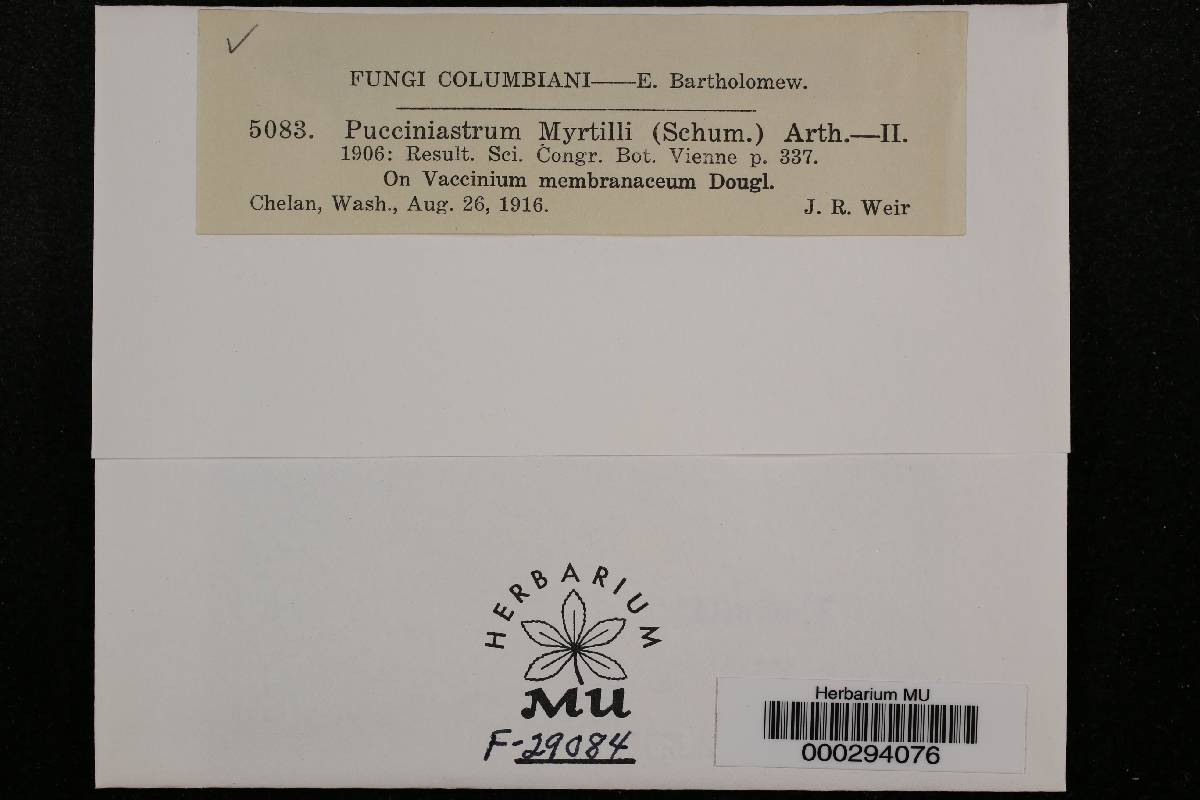 FUNGI COLUMBIANI——E. Bartholomew.
5083. Pucciniastrum Myrtilli (Schum.) Arth.—II.
1906: Result. Sci. Congr. Bot. Vienne p. 337.
On Vaccinium membranaceum Dougl.
Chelan, Wash., Aug. 26, 1916. J. R. Weir
HERBARIUM
MU
F-29084
Herbarium MU
000294076